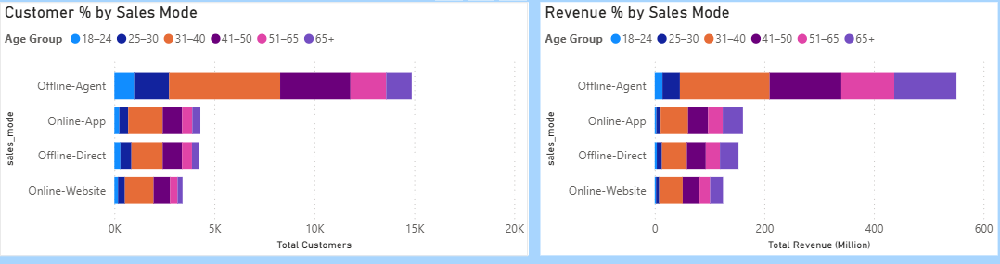 Customer % by Sales Mode
Age Group 18–24 25–30 31–40 41–50 51–65 65+
sales_mode
Offline-Agent
Online-App
Offline-Direct
Online-Website
0K 5K 10K 15K 20K
Total Customers
Revenue % by Sales Mode
Age Group 18–24 25–30 31–40 41–50 51–65 65+
sales_mode
Offline-Agent
Online-App
Offline-Direct
Online-Website
0 200 400 600
Total Revenue (Million)